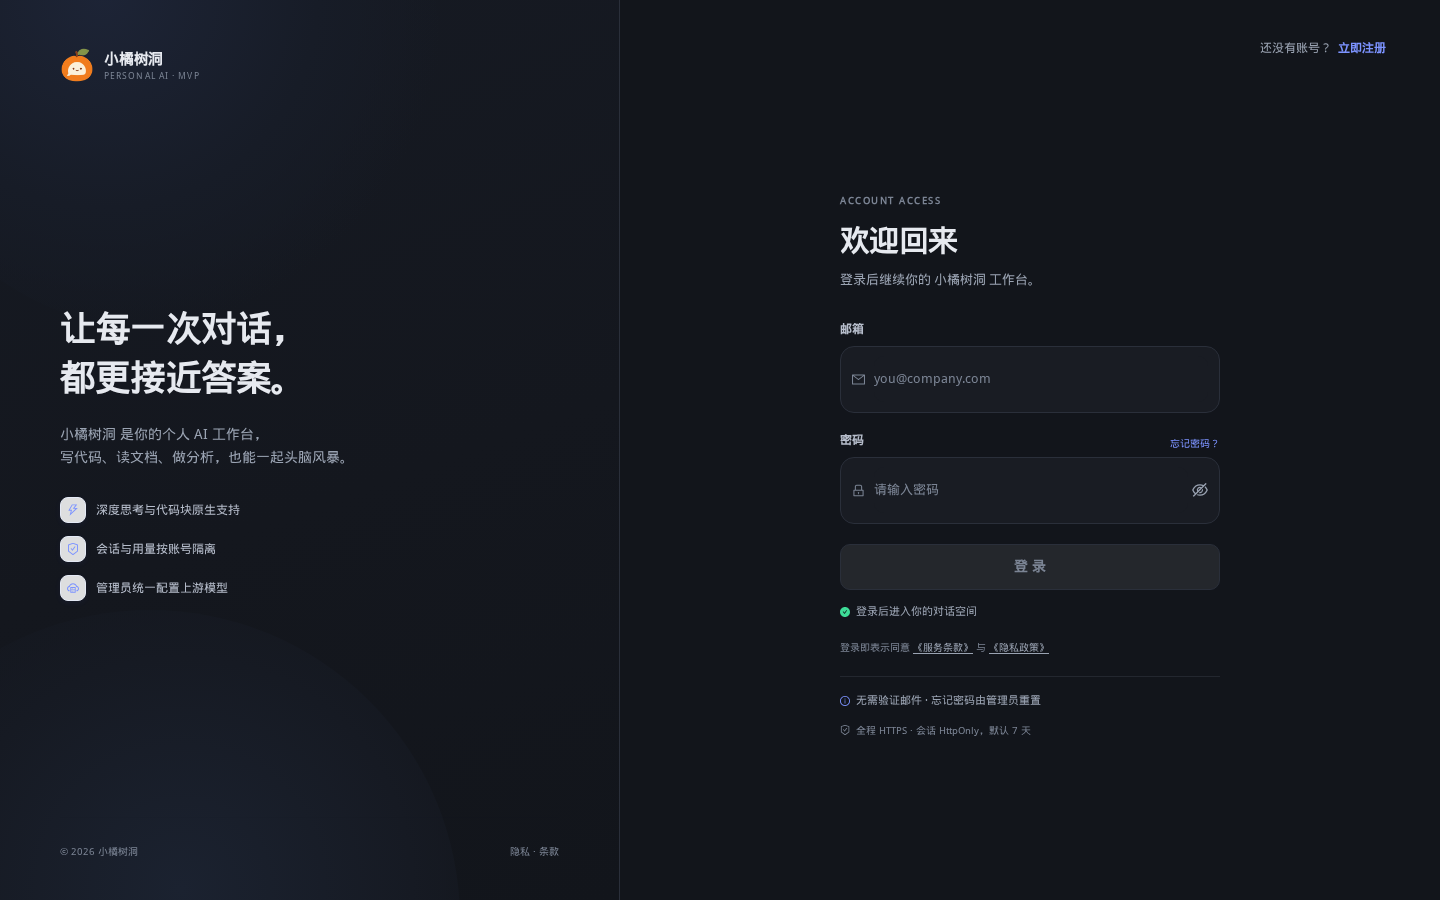 小橘树洞
PERSONAL AI · MVP
还没有账号？ 立即注册
让每一次对话，
都更接近答案。
小橘树洞 是你的个人 AI 工作台，
写代码、读文档、做分析，也能一起头脑风暴。
深度思考与代码块原生支持
会话与用量按账号隔离
管理员统一配置上游模型
© 2026 小橘树洞
隐私 · 条款
ACCOUNT ACCESS
欢迎回来
登录后继续你的 小橘树洞 工作台。
邮箱
you@company.com
密码
忘记密码？
请输入密码
登 录
登录后进入你的对话空间
登录即表示同意 《服务条款》 与 《隐私政策》
无需验证邮件 · 忘记密码由管理员重置
全程 HTTPS · 会话 HttpOnly，默认 7 天